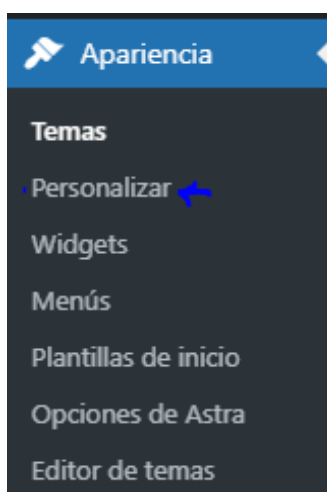 Apariencia
Temas
Personalizar
Widgets
Menús
Plantillas de inicio
Opciones de Astra
Editor de temas